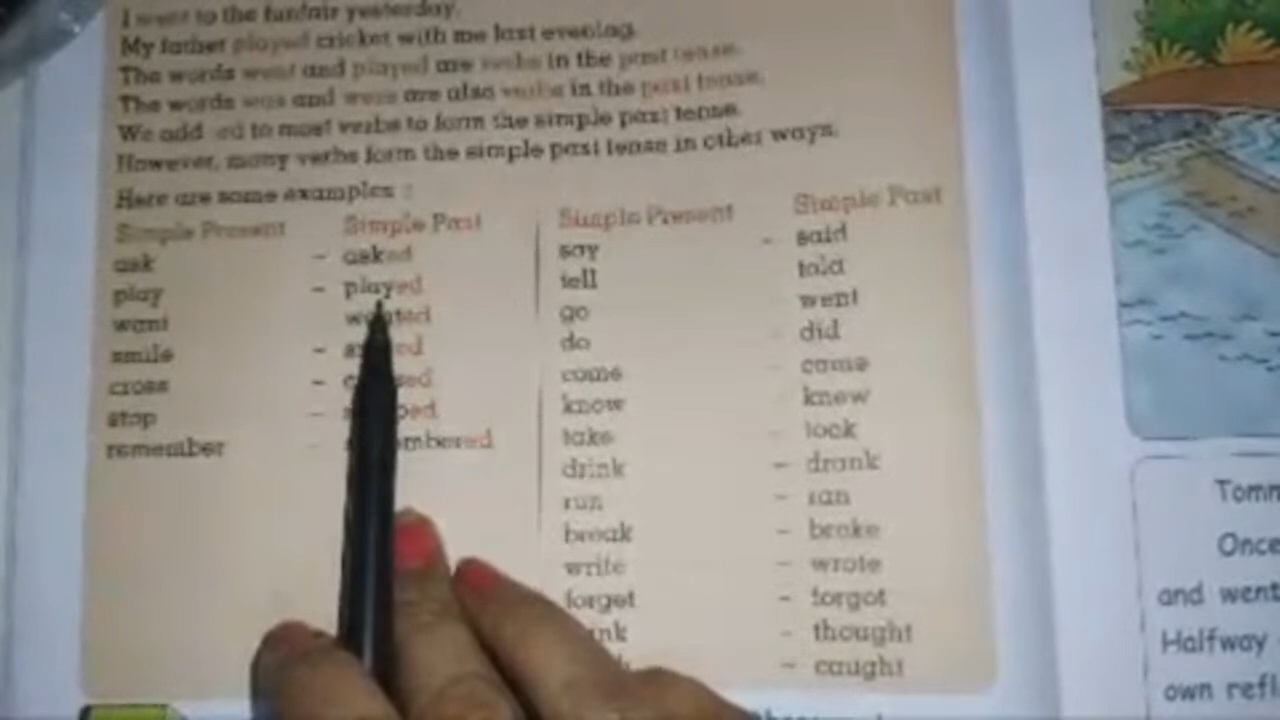 I went to the funfair yesterday.
My father played cricket with me last evening.
The words went and played are verbs in the past tense.
The words was and were are also verbs in the past tense.
We add -ed to most verbs to form the simple past tense.
However, many verbs form the simple past tense in other ways.
Here are some examples :
Simple Present Simple Past Simple Present Simple Past
ask - asked say - said
play - played tell told
want wanted go - went
smile - do - did
cross - come - came
stop - know - knew
remember - take - took
drink - drank
run - ran
break - broke
write - wrote
forget - forgot
- thought
- caught
Once
and went
Halfway
own